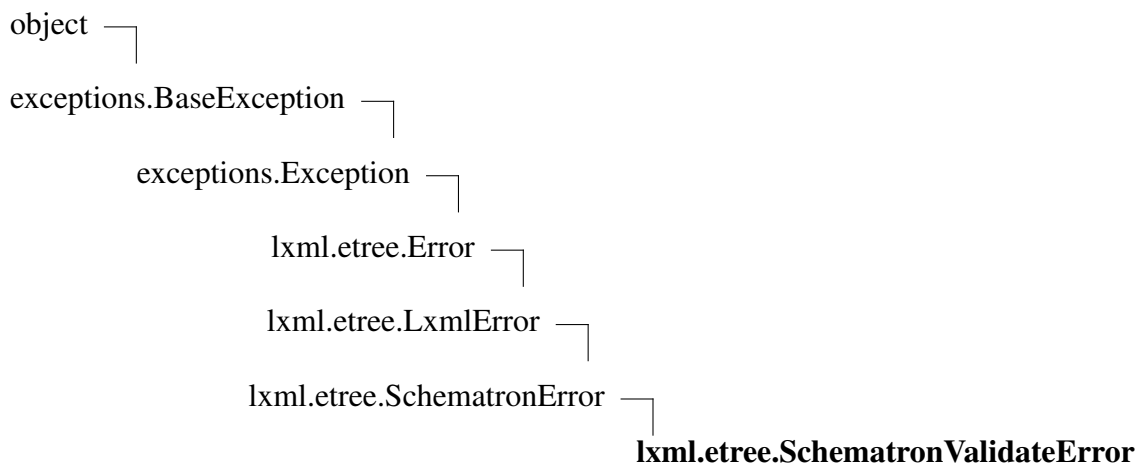 object
exceptions.BaseException
exceptions.Exception
lxml.etree.Error
lxml.etree.LxmlError
lxml.etree.SchematronError
lxml.etree.SchematronValidateError